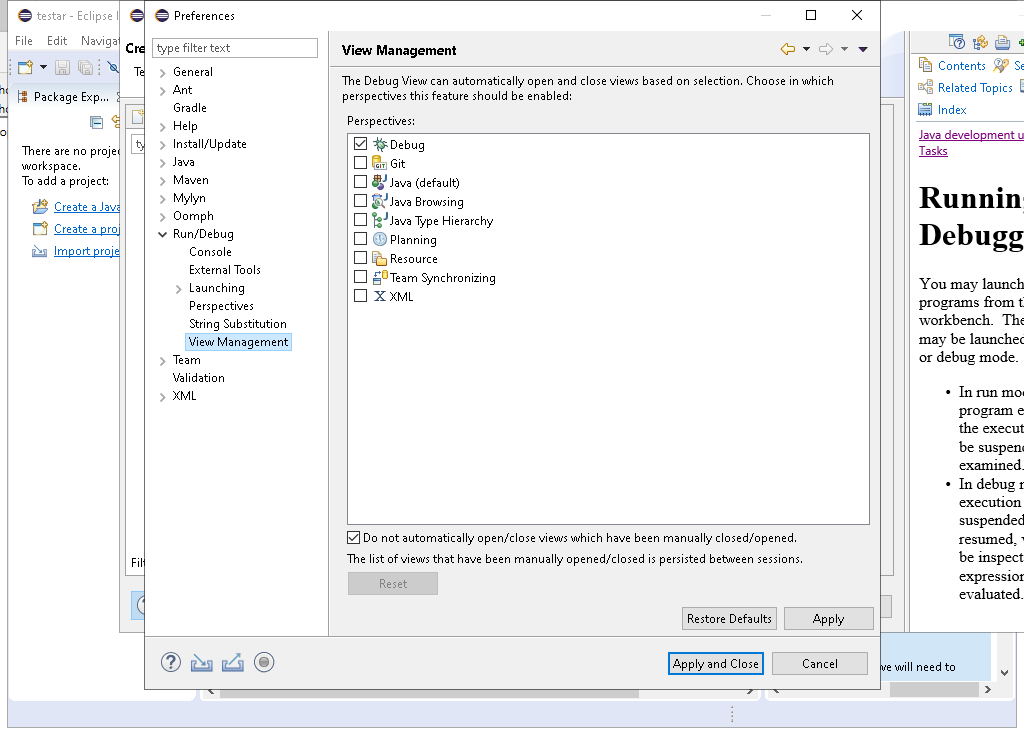 testar - Eclipse I
File Edit Navigat
Package Exp...
There are no projec
workspace.
To add a project:
Create a Java
Create a proj
Import proje
Cre
Te
ty
Filt
Preferences
type filter text
General
Ant
Gradle
Help
Install/Update
Java
Maven
Mylyn
Oomph
Run/Debug
Console
External Tools
Launching
Perspectives
String Substitution
View Management
Team
Validation
XML
View Management
The Debug View can automatically open and close views based on selection. Choose in which
perspectives this feature should be enabled:
Perspectives:
Debug
Git
Java (default)
Java Browsing
Java Type Hierarchy
Planning
Resource
Team Synchronizing
XML
Do not automatically open/close views which have been manually closed/opened.
The list of views that have been manually opened/closed is persisted between sessions.
Reset
Restore Defaults Apply
Apply and Close Cancel
Contents Se
Related Topics
Index
Java development u
Tasks
Running
Debugg
You may launch
programs from th
workbench. The
may be launched
or debug mode.
• In run mod
program e
the execut
be suspend
examined.
• In debug m
execution
suspended
resumed, v
be inspect
expression
evaluated.
we will need to